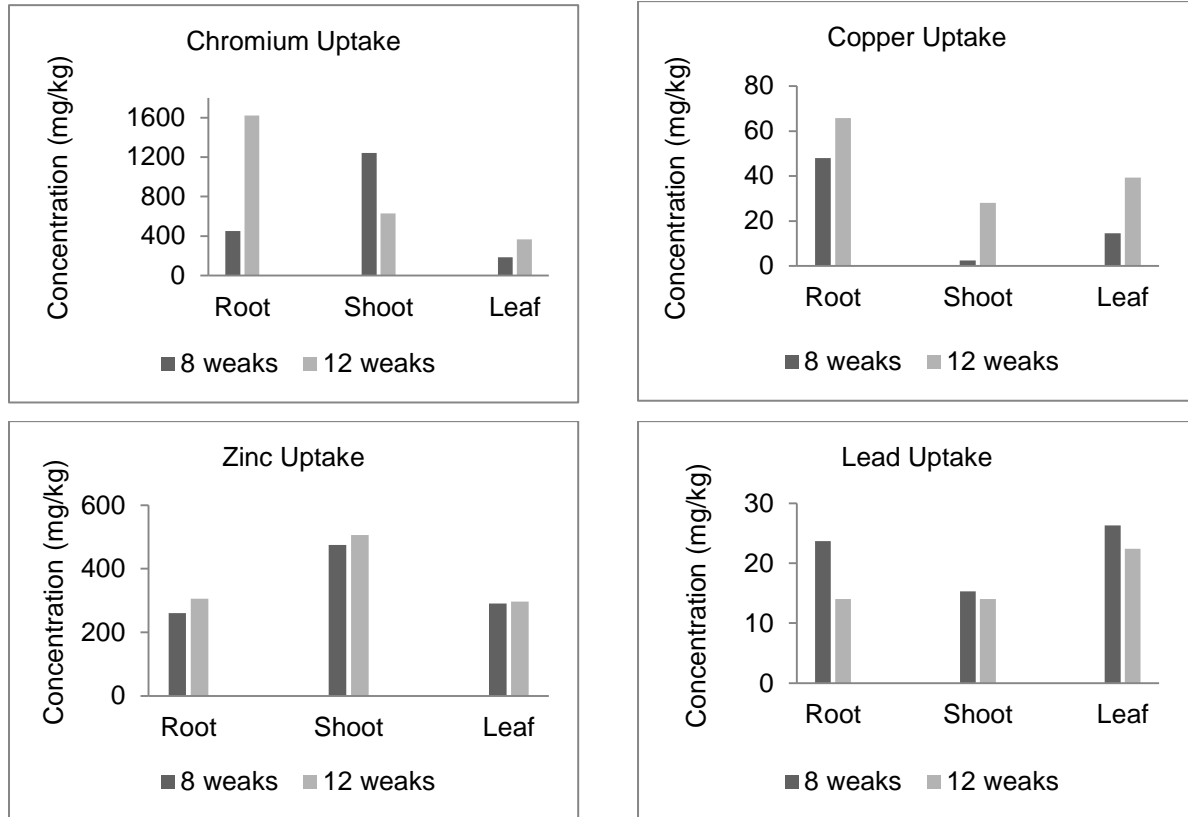 Chromium Uptake
Concentration (mg/kg)
1600
1200
800
400
0
Root Shoot Leaf
8 weaks 12 weaks
Copper Uptake
Concentration (mg/kg)
80
60
40
20
0
Root Shoot Leaf
8 weaks 12 weaks
Zinc Uptake
Concentration (mg/kg)
600
400
200
0
Root Shoot Leaf
8 weaks 12 weaks
Lead Uptake
Concentration (mg/kg)
30
20
10
0
Root Shoot Leaf
8 weaks 12 weaks